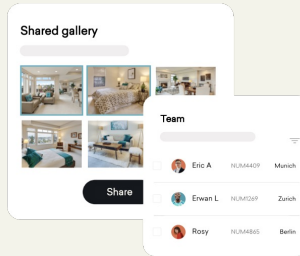 Shared gallery
Share
Team
Eric A NUM4409 Munich
Erwan L NUM1269 Zurich
Rosy NUM4865 Berlin